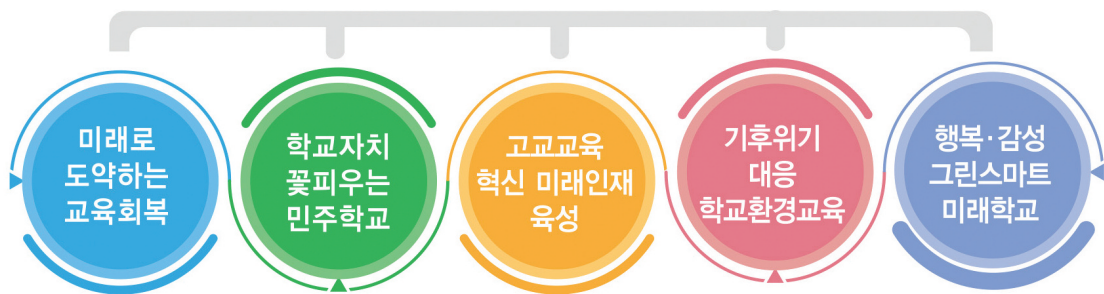 미래로
도약하는
교육회복
학교자치
꽃피우는
민주학교
고교교육
혁신 미래인재
육성
기후위기
대응
학교환경교육
행복·감성
그린스마트
미래학교